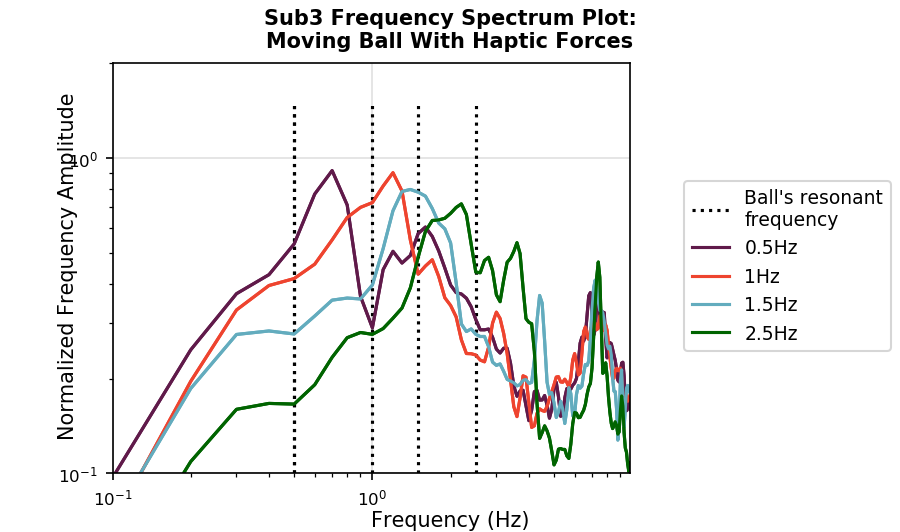 Sub3 Frequency Spectrum Plot:
Moving Ball With Haptic Forces
Normalized Frequency Amplitude
10⁰
10⁻¹
10⁻¹
10⁰
Frequency (Hz)
Ball's resonant
frequency
0.5Hz
1Hz
1.5Hz
2.5Hz